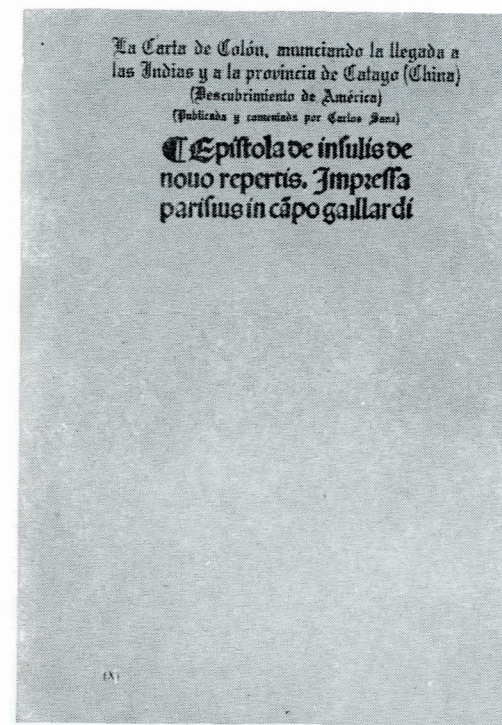 La Carta de Colón, anunciando la llegada a
las Indias y a la provincia de Catayo (China)
(Descubrimiento de América)
(Publicada y comentada por Carlos Sanz)
¶ Epistola de insulis de
nouo repertis. Impressa
parisius in cãpo gaillardi
(X)